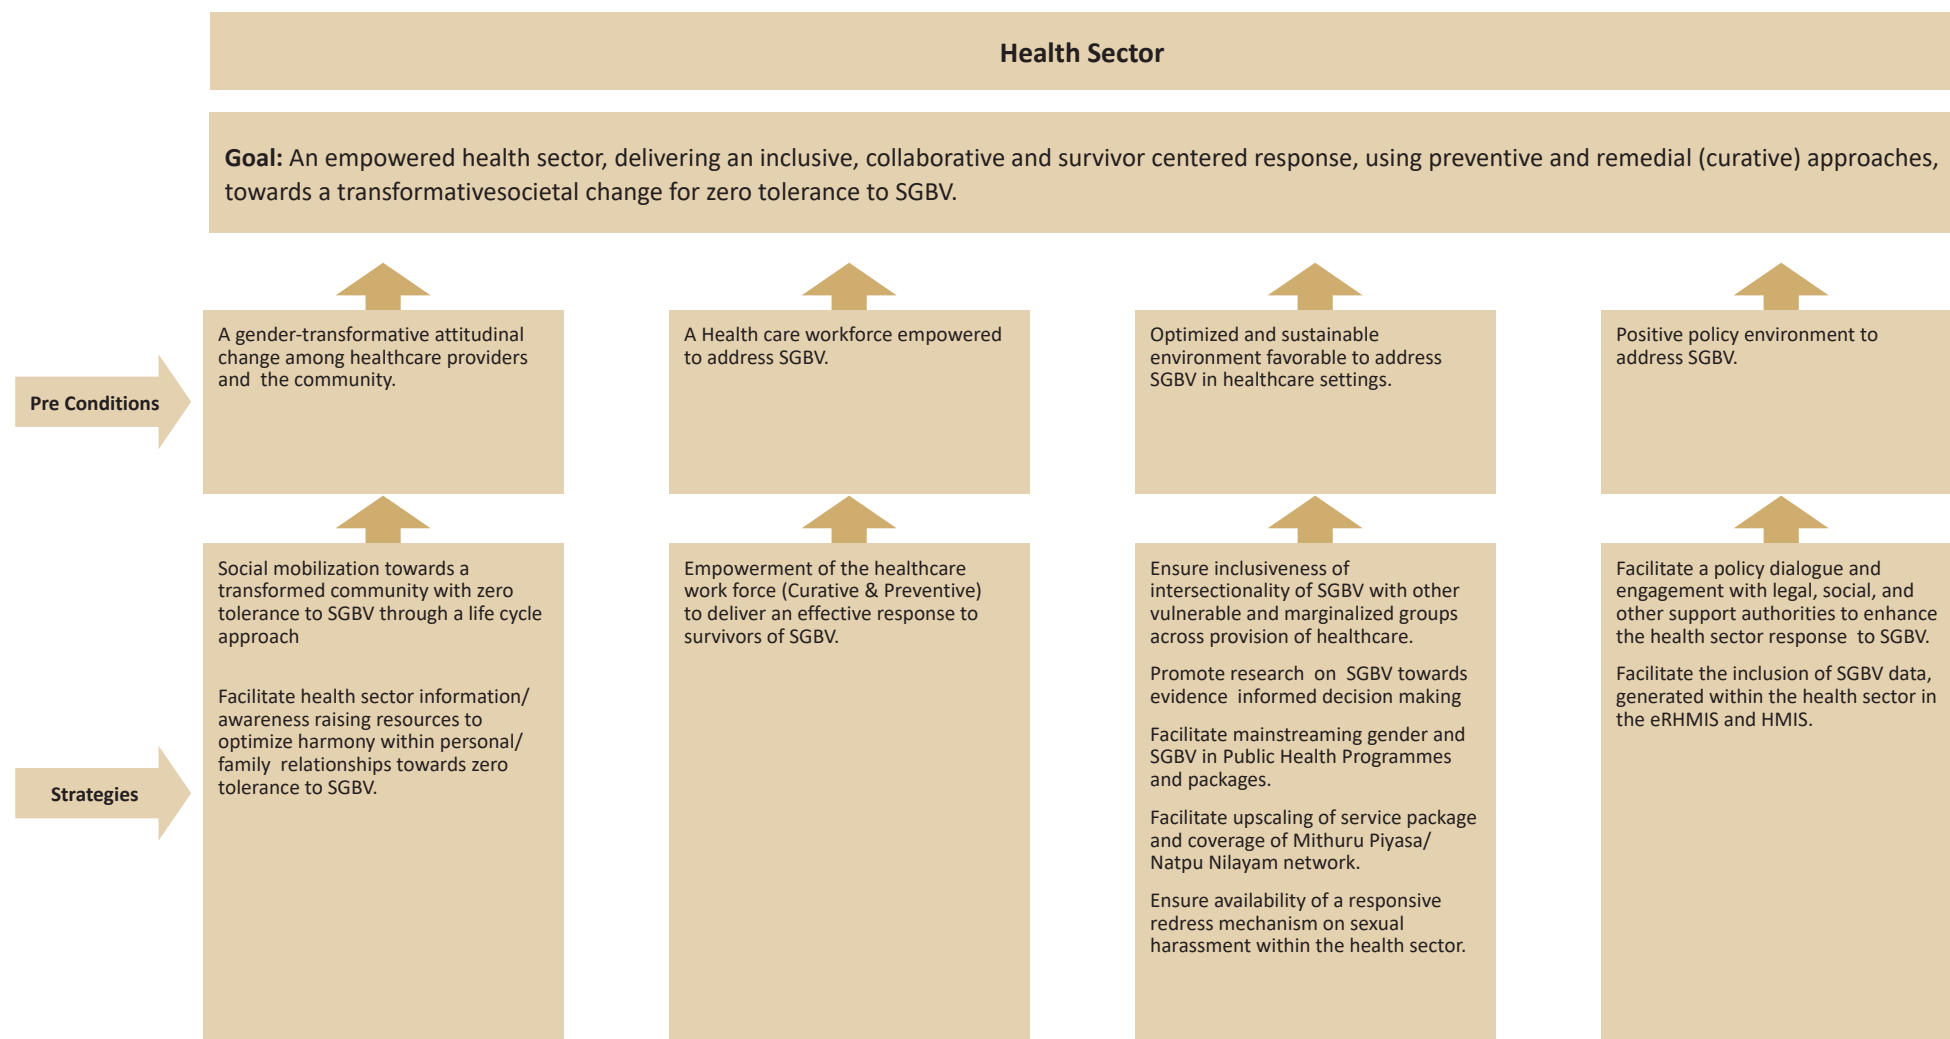 Health Sector
Goal: An empowered health sector, delivering an inclusive, collaborative and survivor centered response, using preventive and remedial (curative) approaches,
towards a transformativesocietal change for zero tolerance to SGBV.
Pre Conditions
A gender-transformative attitudinal
change among healthcare providers
and the community.
A Health care workforce empowered
to address SGBV.
Optimized and sustainable
environment favorable to address
SGBV in healthcare settings.
Positive policy environment to
address SGBV.
Strategies
Social mobilization towards a
transformed community with zero
tolerance to SGBV through a life cycle
approach
Facilitate health sector information/
awareness raising resources to
optimize harmony within personal/
family relationships towards zero
tolerance to SGBV.
Empowerment of the healthcare
work force (Curative & Preventive)
to deliver an effective response to
survivors of SGBV.
Ensure inclusiveness of
intersectionality of SGBV with other
vulnerable and marginalized groups
across provision of healthcare.
Promote research on SGBV towards
evidence informed decision making
Facilitate mainstreaming gender and
SGBV in Public Health Programmes
and packages.
Facilitate upscaling of service package
and coverage of Mithuru Piyasa/
Natpu Nilayam network.
Ensure availability of a responsive
redress mechanism on sexual
harassment within the health sector.
Facilitate a policy dialogue and
engagement with legal, social, and
other support authorities to enhance
the health sector response to SGBV.
Facilitate the inclusion of SGBV data,
generated within the health sector in
the eRHMIS and HMIS.